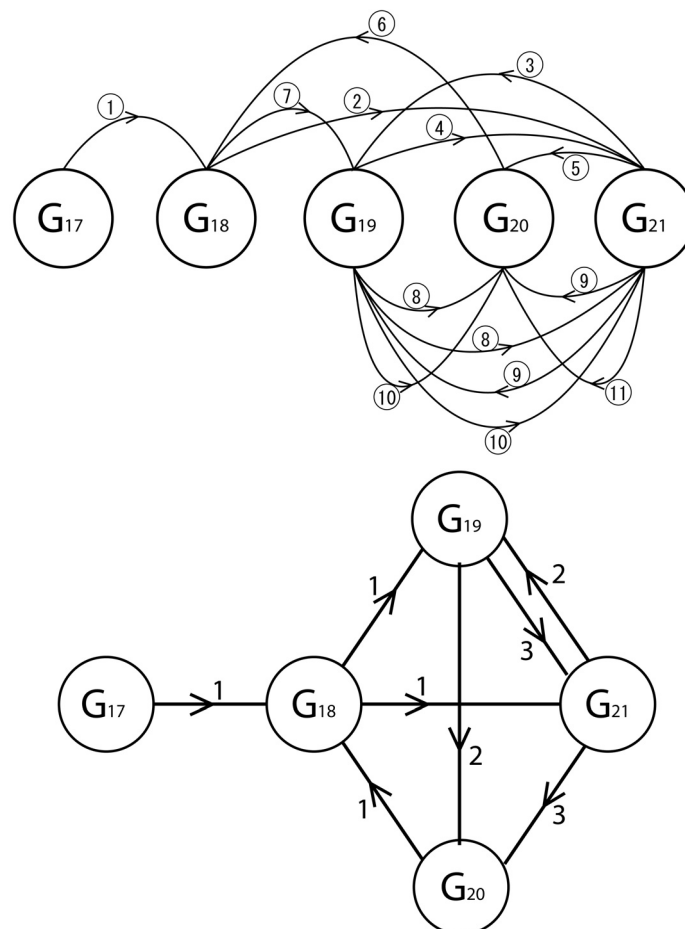 ⑥
③
⑦ ② ①
④
⑤
G₁₇ G₁₈ G₁₉ G₂₀ G₂₁
⑧ ⑨
⑧
⑨
⑩ ⑪
⑩
G₁₉
1 2
3
G₁₇ 1 G₁₈ 1 G₂₁
2
1 3
G₂₀